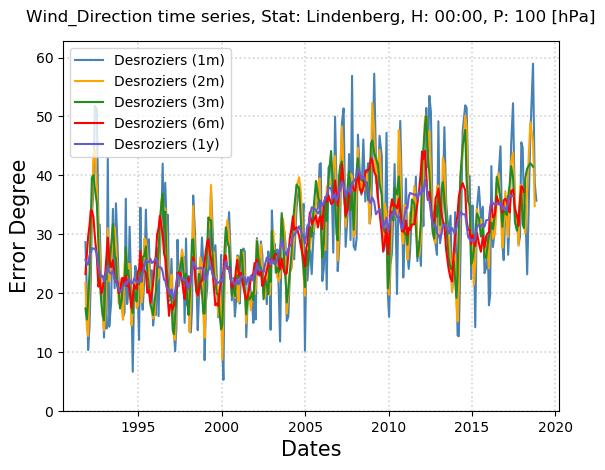 Wind_Direction time series, Stat: Lindenberg, H: 00:00, P: 100 [hPa]
Error Degree
60
50
40
30
20
10
0
Desroziers (1m)
Desroziers (2m)
Desroziers (3m)
Desroziers (6m)
Desroziers (1y)
1995 2000 2005 2010 2015 2020
Dates